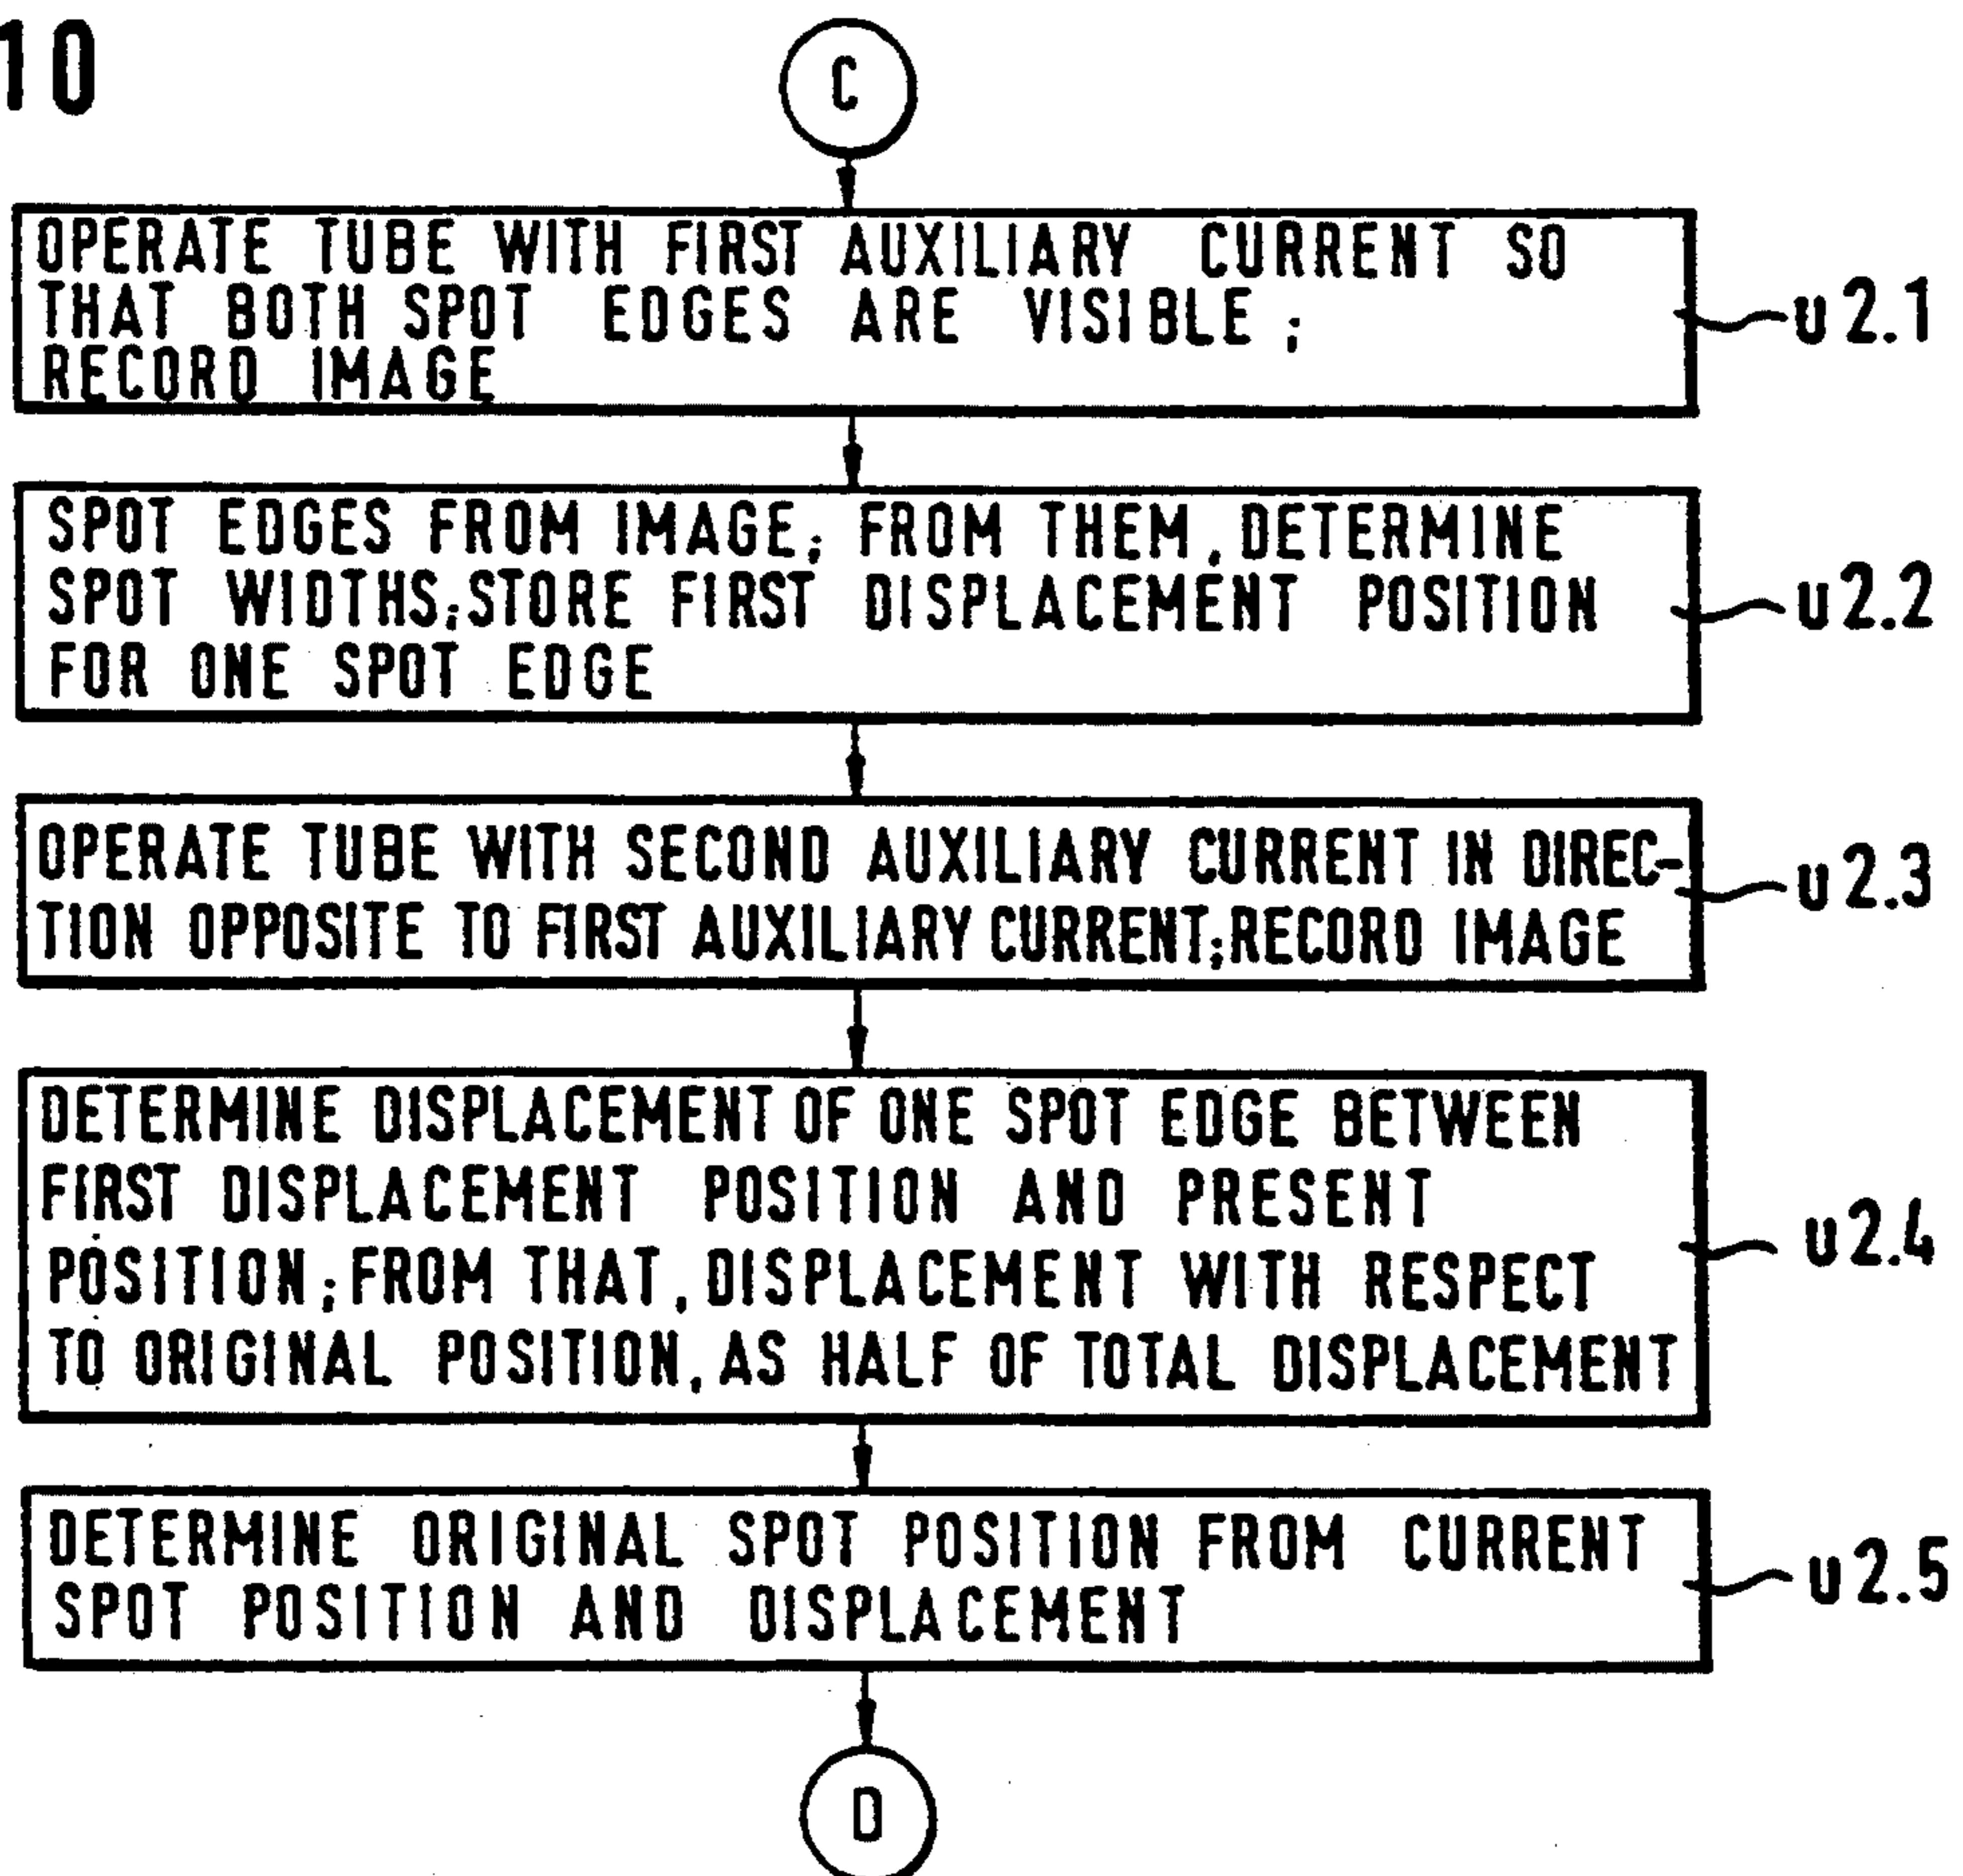 10
C
OPERATE TUBE WITH FIRST AUXILIARY CURRENT SO
THAT BOTH SPOT EDGES ARE VISIBLE;
RECORD IMAGE
u2.1
SPOT EDGES FROM IMAGE; FROM THEM, DETERMINE
SPOT WIDTHS; STORE FIRST DISPLACEMENT POSITION
FOR ONE SPOT EDGE
u2.2
OPERATE TUBE WITH SECOND AUXILIARY CURRENT IN DIREC-
TION OPPOSITE TO FIRST AUXILIARY CURRENT; RECORD IMAGE
u2.3
DETERMINE DISPLACEMENT OF ONE SPOT EDGE BETWEEN
FIRST DISPLACEMENT POSITION AND PRESENT
POSITION; FROM THAT, DISPLACEMENT WITH RESPECT
TO ORIGINAL POSITION, AS HALF OF TOTAL DISPLACEMENT
u2.4
DETERMINE ORIGINAL SPOT POSITION FROM CURRENT
SPOT POSITION AND DISPLACEMENT
u2.5
D